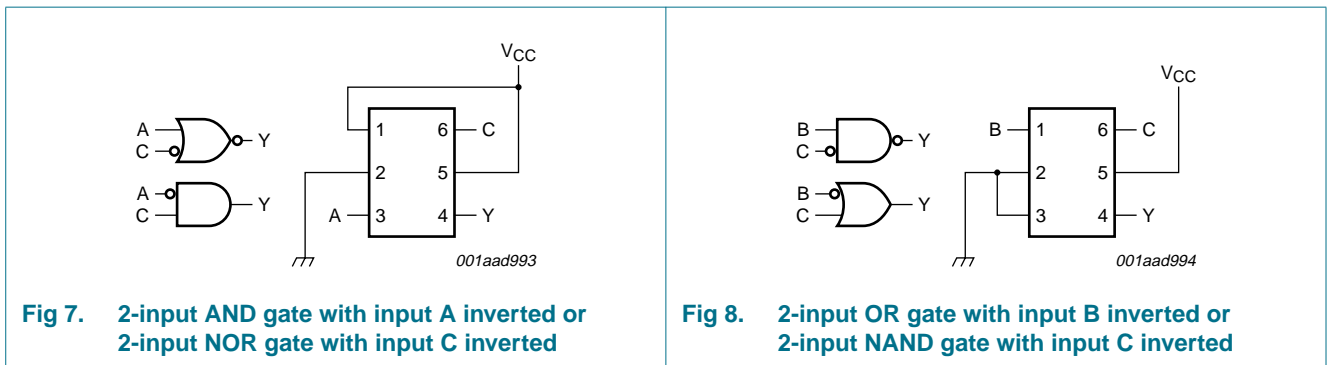 VCC
A
C
Y
A
C
Y
1 6 C
2 5
A 3 4 Y
001aad993
Fig 7. 2-input AND gate with input A inverted or
2-input NOR gate with input C inverted
VCC
B
C
Y
B
C
Y
B 1 6 C
2 5
3 4 Y
001aad994
Fig 8. 2-input OR gate with input B inverted or
2-input NAND gate with input C inverted